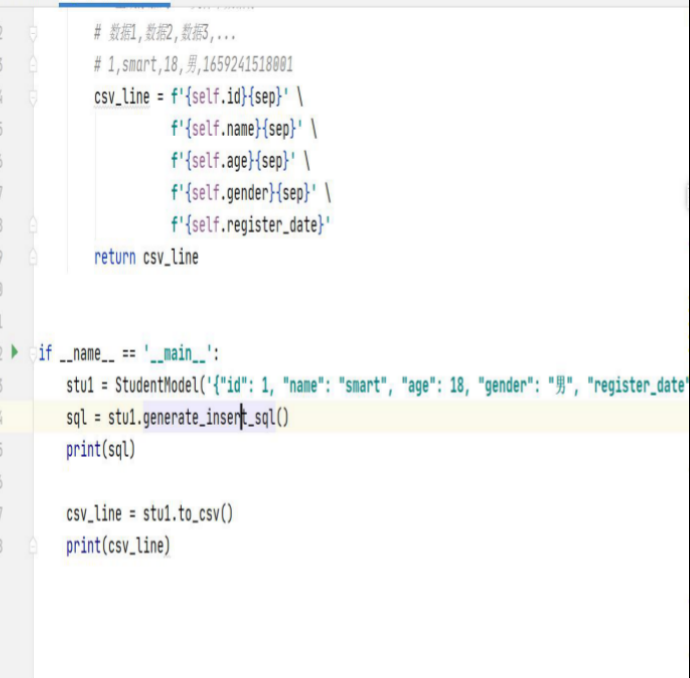 # 数据1,数据2,数据3,...
# 1,smart,18,男,1659241518001
csv_line = f'{self.id}{sep}' \
f'{self.name}{sep}' \
f'{self.age}{sep}' \
f'{self.gender}{sep}' \
f'{self.register_date}'
return csv_line
if __name__ == '__main__':
stu1 = StudentModel('{"id": 1, "name": "smart", "age": 18, "gender": "男", "register_date"
sql = stu1.generate_insert_sql()
print(sql)
csv_line = stu1.to_csv()
print(csv_line)